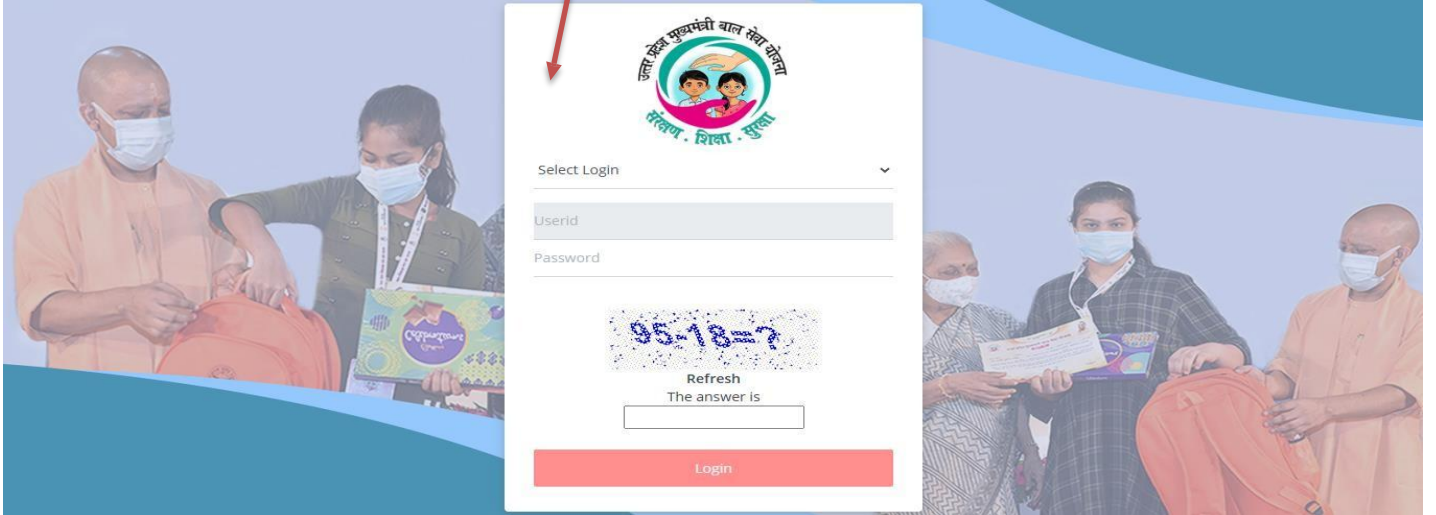 उत्तर प्रदेश मुख्यमंत्री बाल सेवा योजना
संरक्षण . शिक्षा . सुरक्षा
Select Login
Userid
Password
95-18=?
Refresh
The answer is
Login